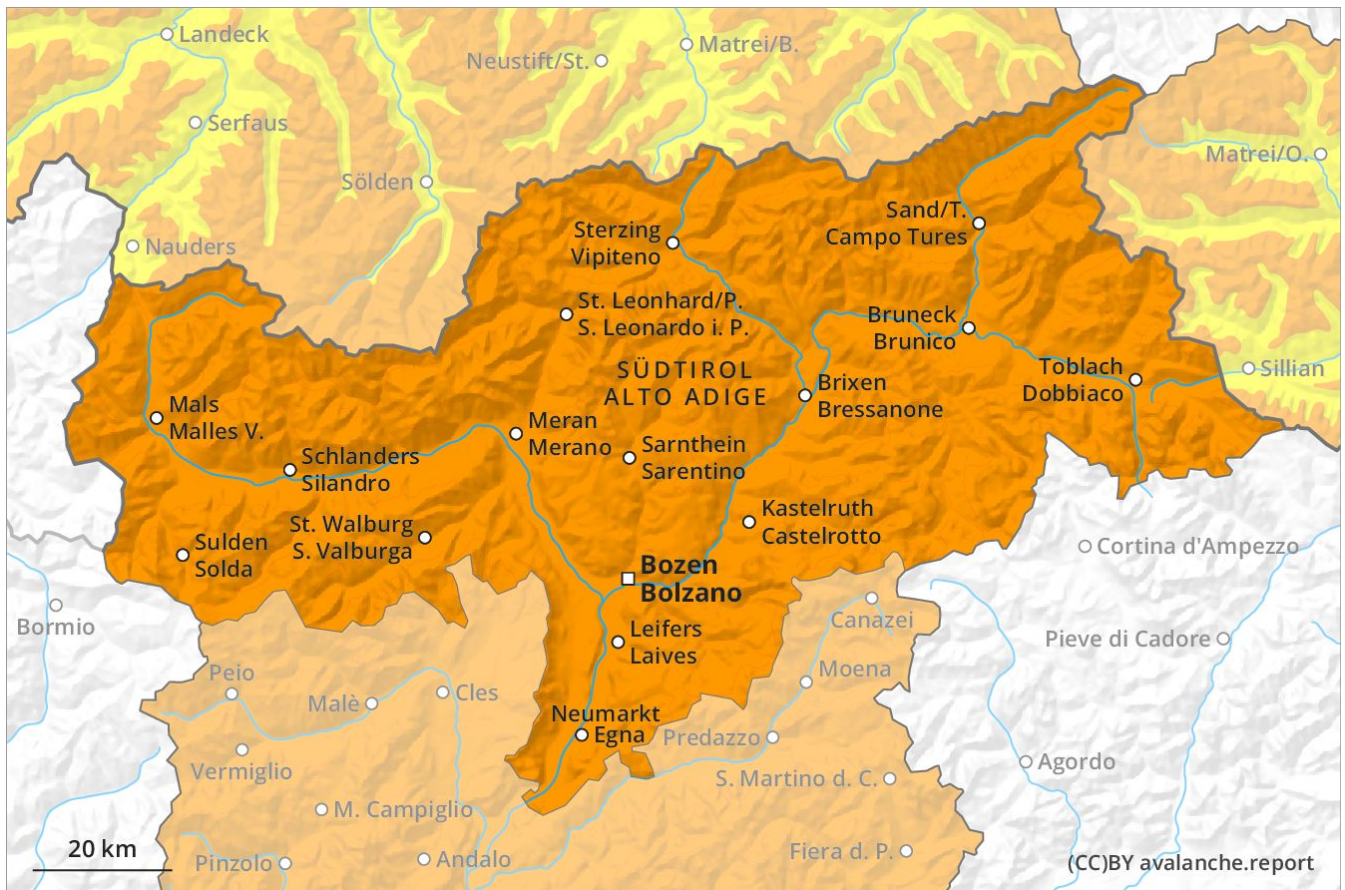 Landeck
Neustift/St.
Matrei/B.
Serfaus
Matrei/O.
Sölden
Nauders
Sterzing
Vipiteno
Sand/T.
Campo Tures
St. Leonhard/P.
S. Leonardo i. P.
Bruneck
Brunico
SÜDTIROL
ALTO ADIGE
Toblach
Dobbiaco
Sillian
Brixen
Bressanone
Mals
Malles V.
Meran
Merano
Sarnthein
Sarentino
Schlanders
Silandro
St. Walburg
S. Valburga
Kastelruth
Castelrotto
Sulden
Solda
Cortina d'Ampezzo
Bozen
Bolzano
Bormio
Canazei
Leifers
Laives
Pieve di Cadore
Peio
Moena
Malè
Cles
Neumarkt
Egna
Predazzo
Vermiglio
Agordo
S. Martino d. C.
M. Campiglio
20 km
Pinzolo
Andalo
Fiera d. P.
(CC)BY avalanche.report